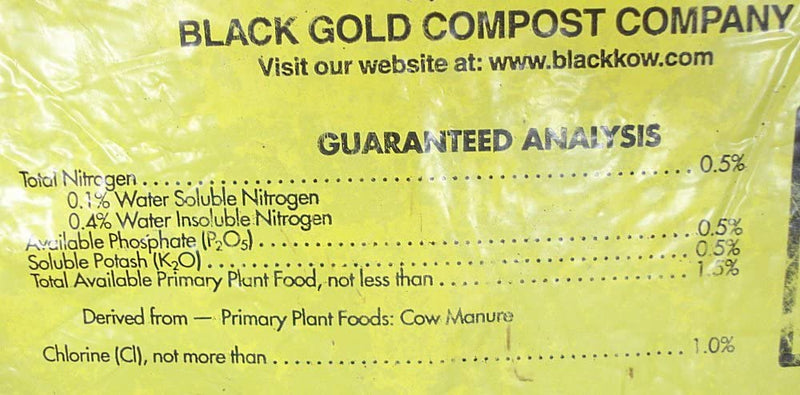 BLACK GOLD COMPOST COMPANY
Visit our website at: www.blackkow.com
GUARANTEED ANALYSIS
Total Nitrogen........................................................ 0.5%
0.1% Water Soluble Nitrogen
0.4% Water Insoluble Nitrogen
Available Phosphate (P₂O₅)............................................ 0.5%
Soluble Potash (K₂O).................................................. 0.5%
Total Available Primary Plant Food, not less than......................... 1.5%
Derived from — Primary Plant Foods: Cow Manure
Chlorine (Cl), not more than............................................. 1.0%